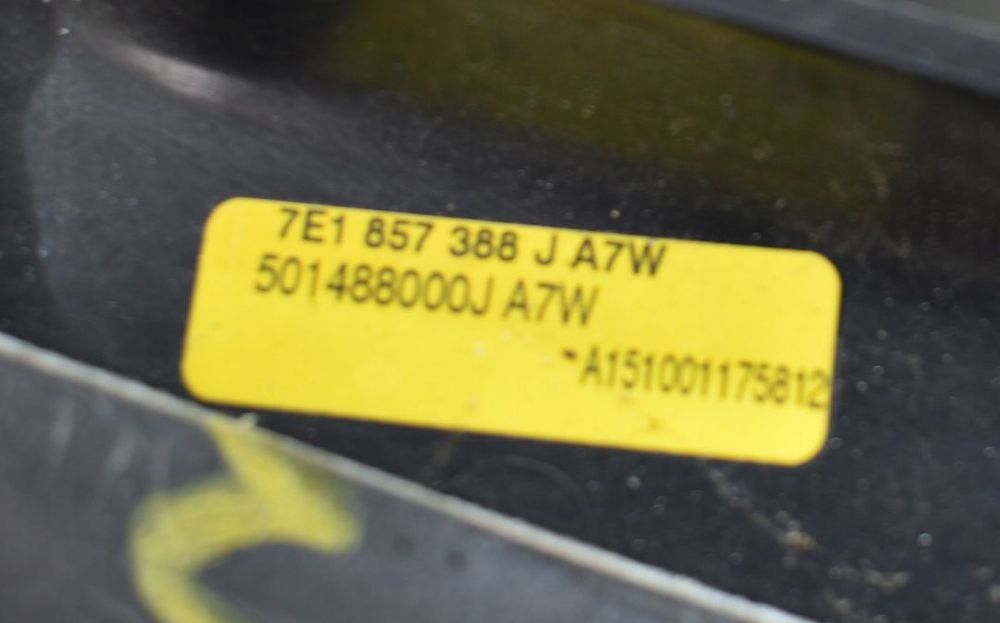 7E1 857 388 J A7W
501488000J A7W
-A151001175812